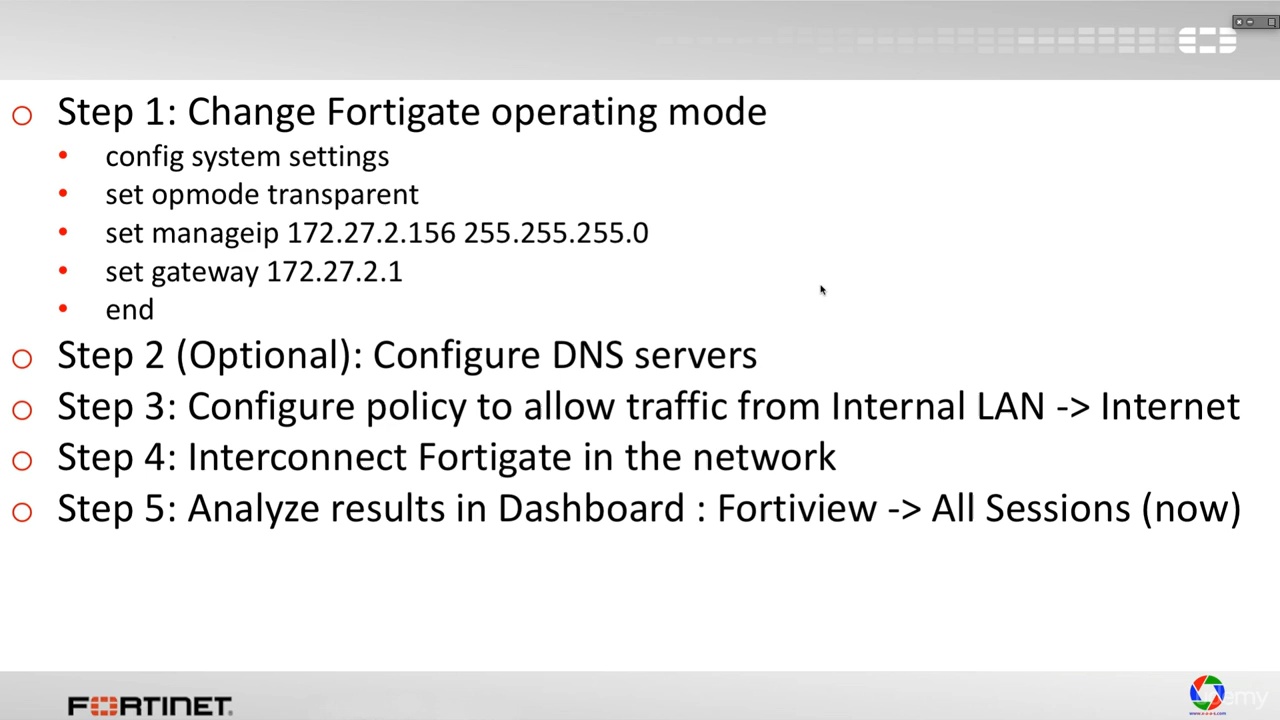 Step 1: Change Fortigate operating mode
config system settings
set opmode transparent
set manageip 172.27.2.156 255.255.255.0
set gateway 172.27.2.1
end
Step 2 (Optional): Configure DNS servers
Step 3: Configure policy to allow traffic from Internal LAN -> Internet
Step 4: Interconnect Fortigate in the network
Step 5: Analyze results in Dashboard : Fortiview -> All Sessions (now)
FORTINET
Udemy